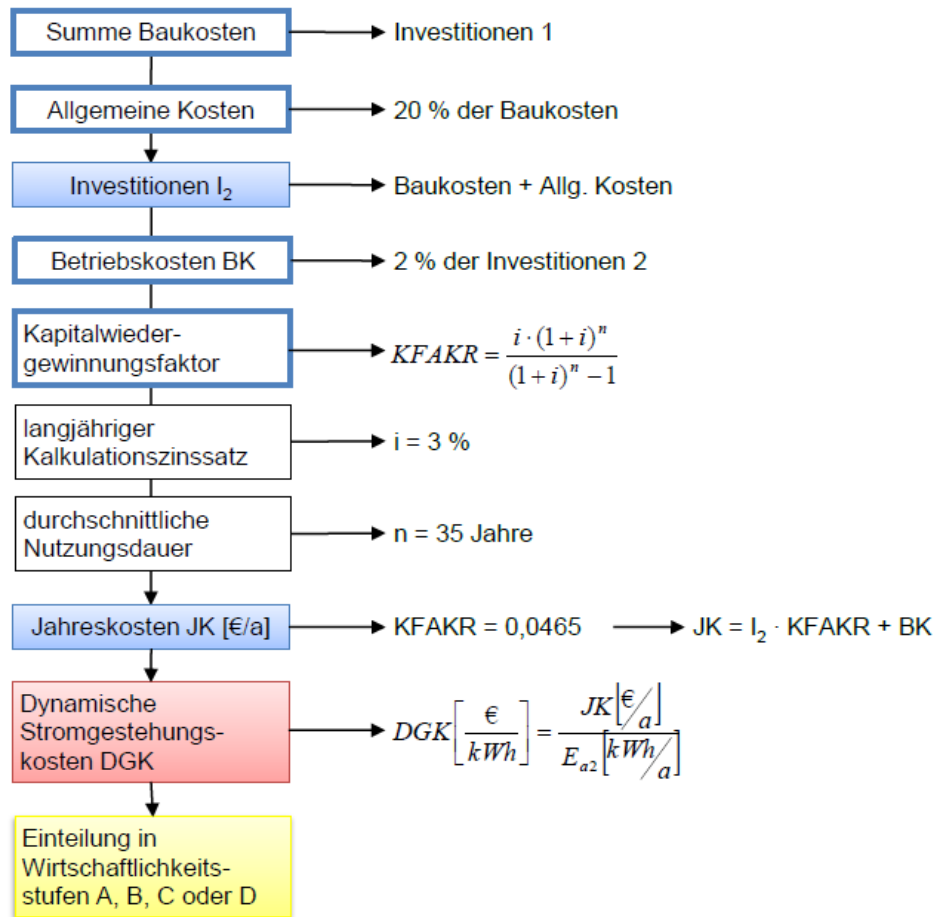 Summe Baukosten → Investitionen 1
Allgemeine Kosten → 20 % der Baukosten
Investitionen I₂ → Baukosten + Allg. Kosten
Betriebskosten BK → 2 % der Investitionen 2
Kapitalwieder-
gewinnungsfaktor → KFAKR = i · (1 + i)ⁿ / (1 + i)ⁿ − 1
langjähriger
Kalkulationszinssatz → i = 3 %
durchschnittliche
Nutzungsdauer → n = 35 Jahre
Jahreskosten JK [€/a] → KFAKR = 0,0465 → JK = I₂ · KFAKR + BK
Dynamische
Stromgestehungs-
kosten DGK → DGK [€/kWh] = JK [€/a] / Eₐ₂ [kWh/a]
Einteilung in
Wirtschaftlichkeits-
stufen A, B, C oder D